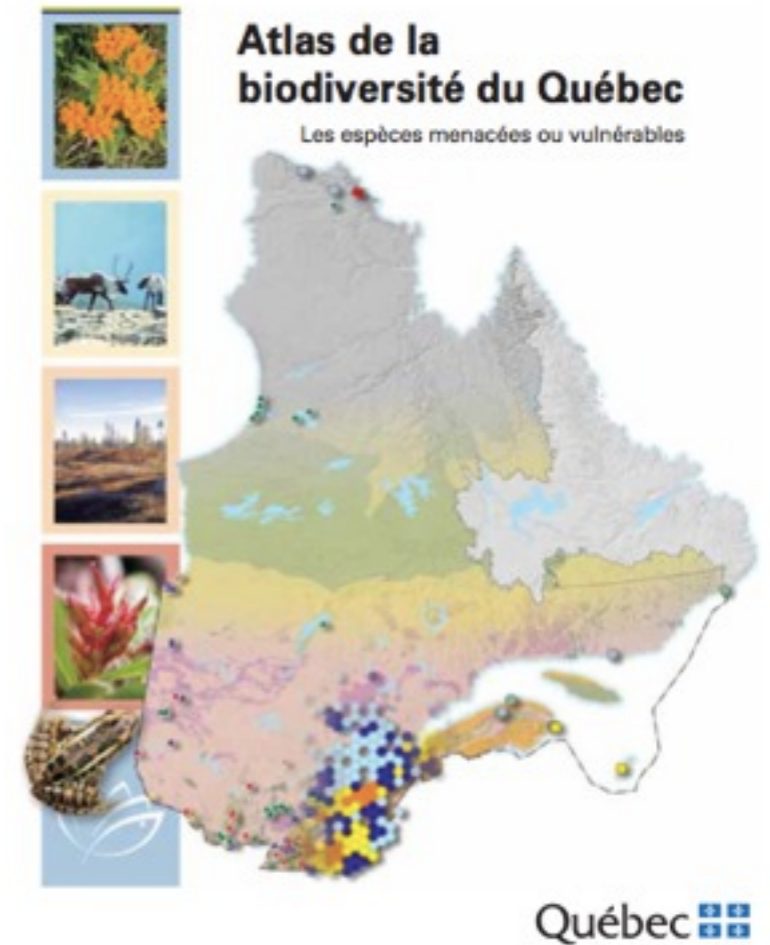 Atlas de la
biodiversité du Québec
Les espèces menacées ou vulnérables
Québec